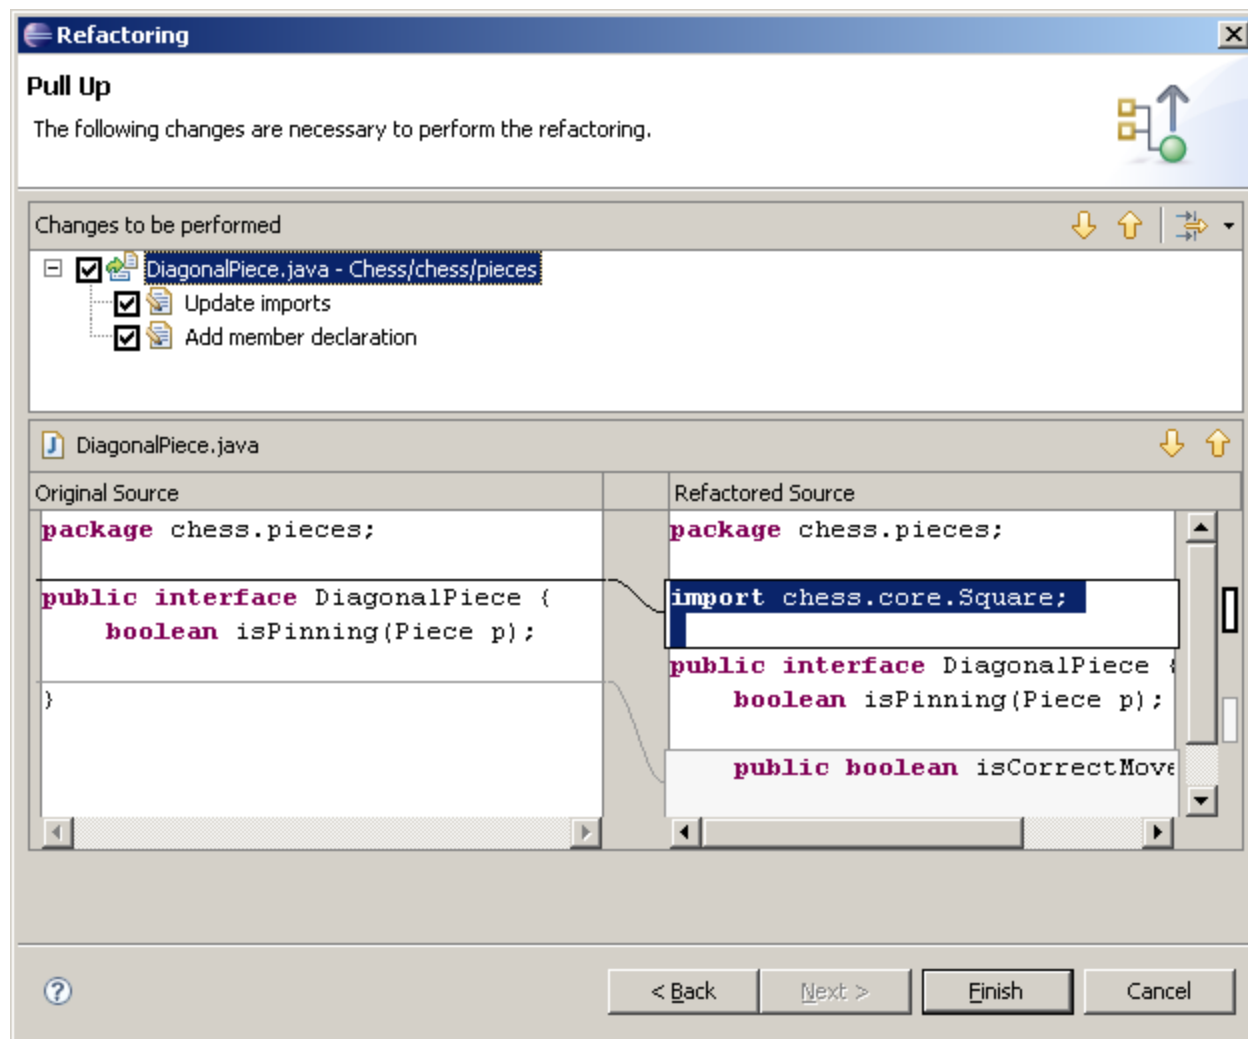 Refactoring
Pull Up
The following changes are necessary to perform the refactoring.
Changes to be performed
DiagonalPiece.java - Chess/chess/pieces
Update imports
Add member declaration
DiagonalPiece.java
Original Source
package chess.pieces;
public interface DiagonalPiece {
boolean isPinning(Piece p);
}
Refactored Source
package chess.pieces;
import chess.core.Square;
public interface DiagonalPiece {
boolean isPinning(Piece p);
public boolean isCorrectMove
< Back
Next >
Finish
Cancel